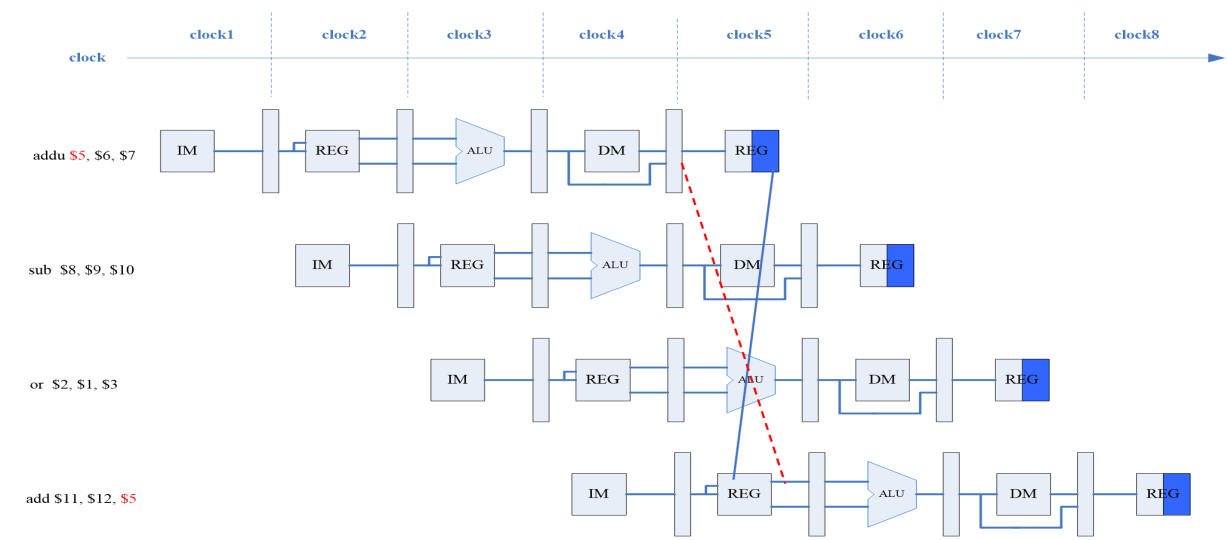 clock1 clock2 clock3 clock4 clock5 clock6 clock7 clock8
clock
addu $5, $6, $7 IM REG ALU DM REG
sub $8, $9, $10 IM REG ALU DM REG
or $2, $1, $3 IM REG ALU DM REG
add $11, $12, $5 IM REG ALU DM REG